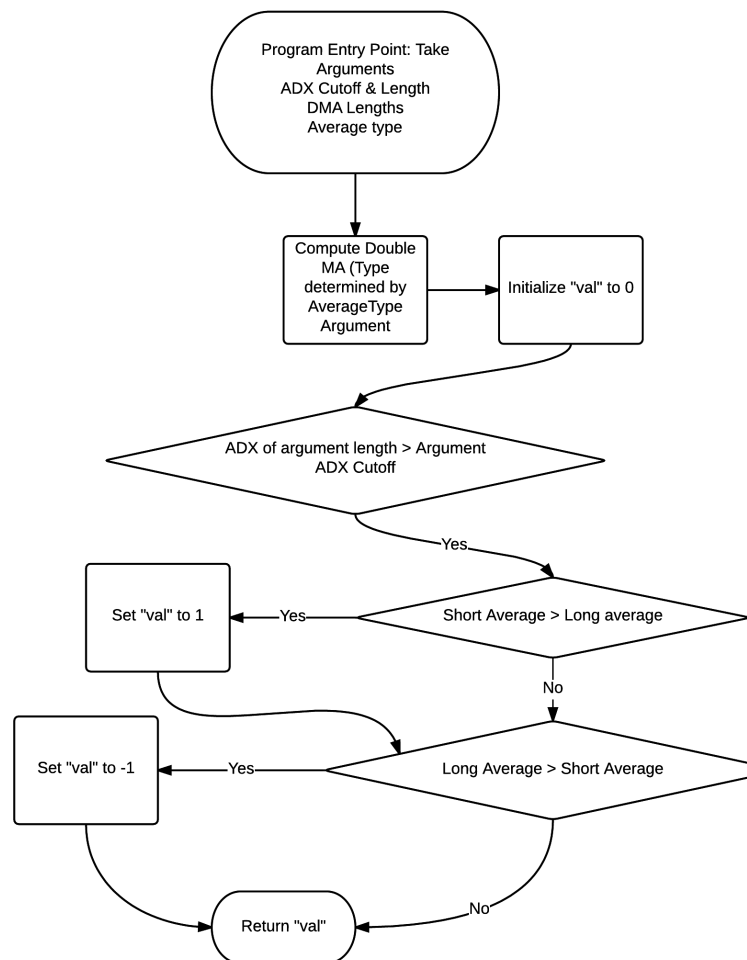 Program Entry Point: Take
Arguments
ADX Cutoff & Length
DMA Lengths
Average type
Compute Double
MA (Type
determined by
AverageType
Argument
Initialize "val" to 0
ADX of argument length > Argument
ADX Cutoff
Yes
Set "val" to 1
Yes
Short Average > Long average
No
Set "val" to -1
Yes
Long Average > Short Average
No
Return "val"